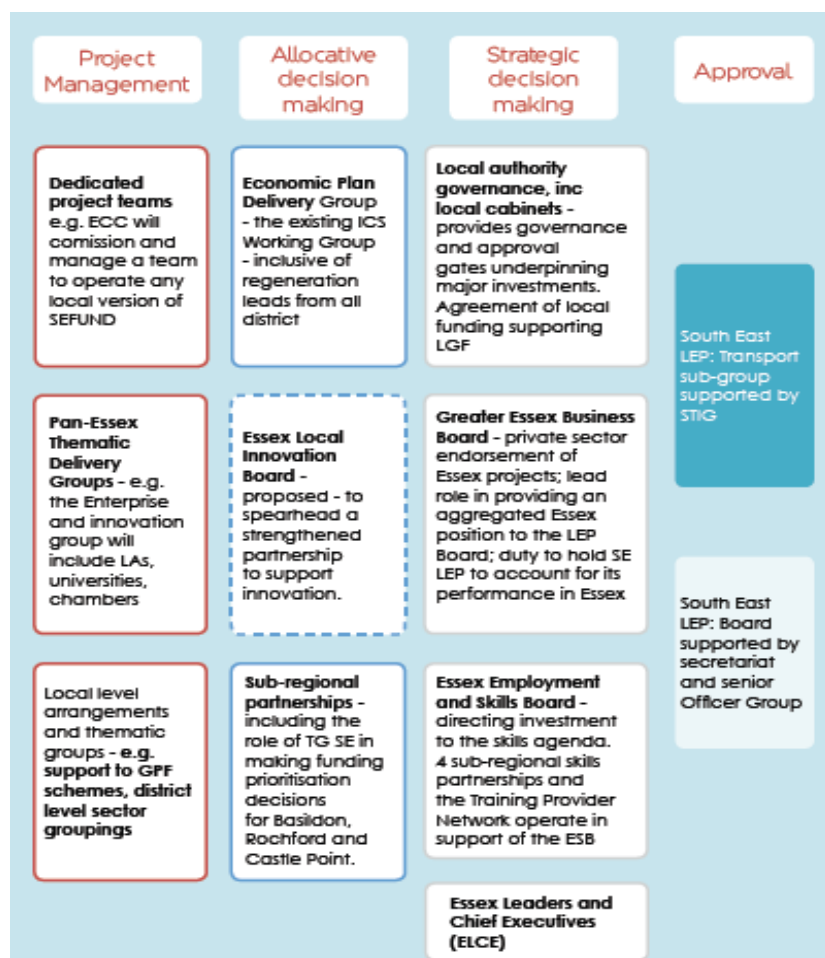 Project
Management
Allocative
decision
making
Strategic
decision
making
Approval
Dedicated
project teams
e.g. ECC will
comission and
manage a team
to operate any
local version of
SEFUND
Economic Plan
Delivery Group
- the existing ICS
Working Group
- inclusive of
regeneration
leads from all
district
Local authority
governance, inc
local cabinets -
provides governance
and approval
gates underpinning
major investments.
Agreement of local
funding supporting
LGF
South East
LEP: Transport
sub-group
supported by
STIG
Pan-Essex
Thematic
Delivery
Groups - e.g.
the Enterprise
and innovation
group will
include LAs,
universities,
chambers
Essex Local
Innovation
Board -
proposed - to
spearhead a
strengthened
partnership
to support
innovation.
Greater Essex Business
Board - private sector
endorsement of
Essex projects; lead
role in providing an
aggregated Essex
position to the LEP
Board; duty to hold SE
LEP to account for its
performance in Essex
South East
LEP: Board
supported by
secretariat
and senior
Officer Group
Local level
arrangements
and thematic
groups - e.g.
support to GPF
schemes, district
level sector
groupings
Sub-regional
partnerships -
including the
role of TG SE in
making funding
prioritisation
decisions
for Basildon,
Rochford and
Castle Point.
Essex Employment
and Skills Board -
directing investment
to the skills agenda.
4 sub-regional skills
partnerships and
the Training Provider
Network operate in
support of the ESB
Essex Leaders and
Chief Executives
(ELCE)